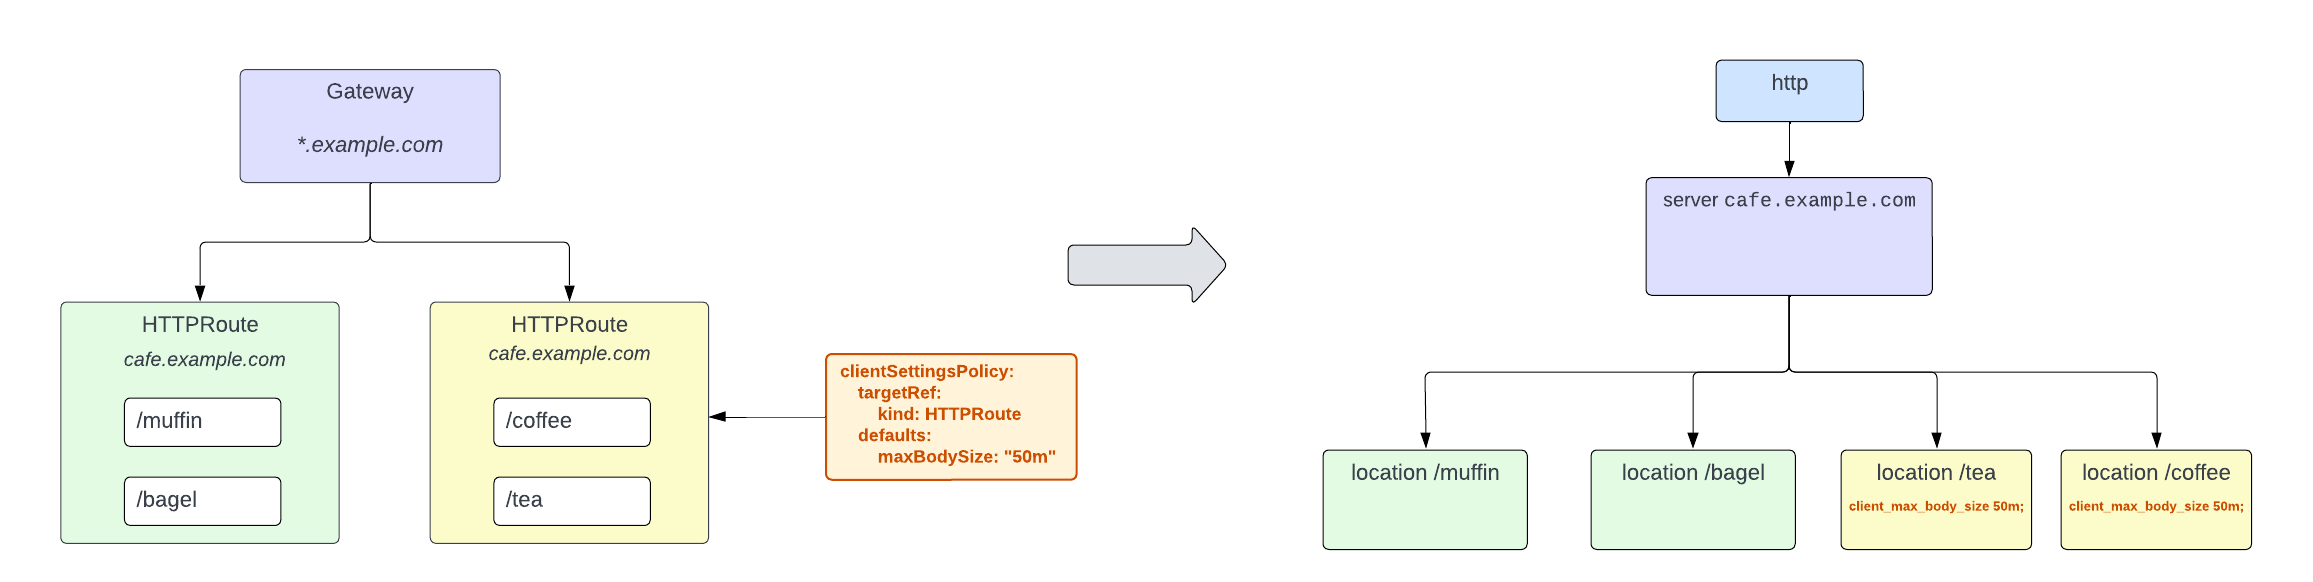 Gateway
*.example.com
HTTPRoute
cafe.example.com
/muffin
/bagel
HTTPRoute
cafe.example.com
/coffee
/tea
clientSettingsPolicy:
targetRef:
kind: HTTPRoute
defaults:
maxBodySize: "50m"
http
server cafe.example.com
location /muffin
location /bagel
location /tea
client_max_body_size 50m;
location /coffee
client_max_body_size 50m;